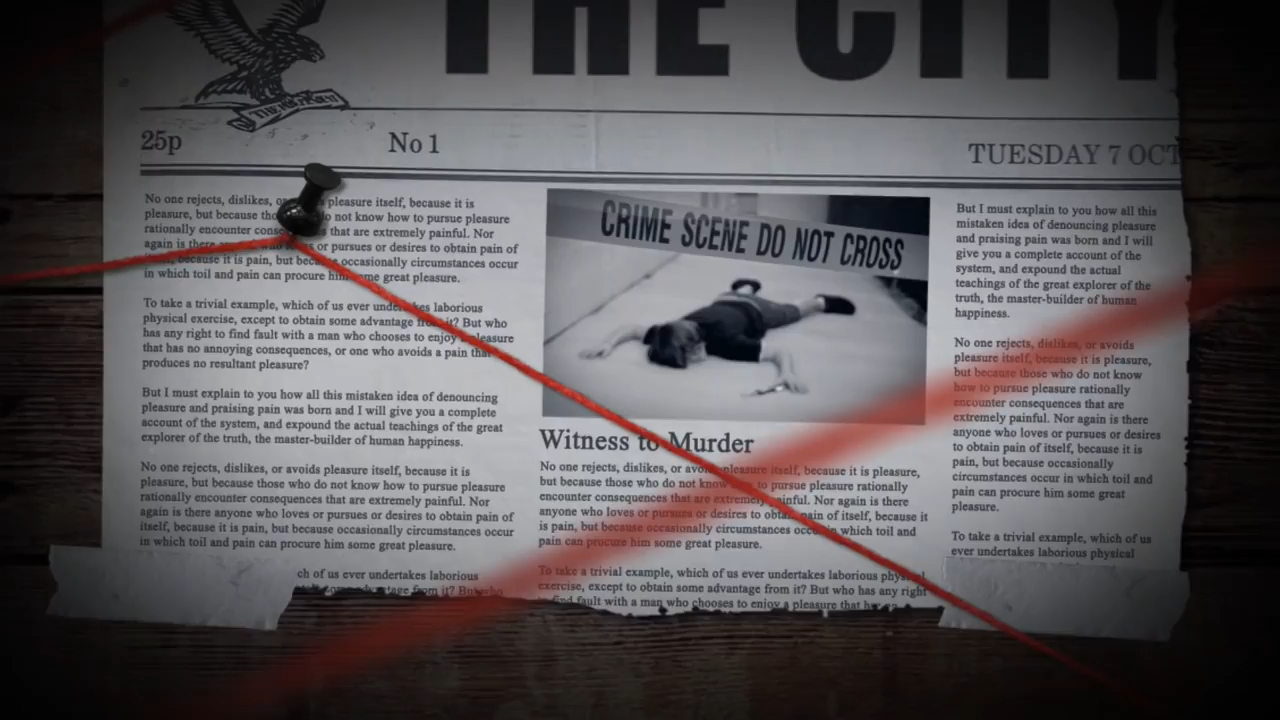 THE CITY
25p
No 1
TUESDAY 7 OCT
No one rejects, dislikes, pleasure itself, because it is
pleasure, but because do not know how to pursue pleasure
rationally encounter that are extremely painful. Nor
again is there or pursues or desires to obtain pain of
because it is pain, but because occasionally circumstances occur
in which toil and pain can procure him some great pleasure.
To take a trivial example, which of us ever undertakes laborious
physical exercise, except to obtain some advantage from it? But who
has any right to find fault with a man who chooses to enjoy pleasure
that has no annoying consequences, or one who avoids a pain that
produces no resultant pleasure?
But I must explain to you how all this mistaken idea of denouncing
pleasure and praising pain was born and I will give you a complete
account of the system, and expound the actual teachings of the great
explorer of the truth, the master-builder of human happiness.
No one rejects, dislikes, or avoids pleasure itself, because it is
pleasure, but because those who do not know how to pursue pleasure
rationally encounter consequences that are extremely painful. Nor
again is there anyone who loves or pursues or desires to obtain pain of
itself, because it is pain, but because occasionally circumstances occur
in which toil and pain can procure him some great pleasure.
ch of us ever undertakes laborious
from it? But who
CRIME SCENE DO NOT CROSS
Witness to Murder
No one rejects, dislikes, or avoids pleasure itself, because it is pleasure,
but because those who do not know how to pursue pleasure rationally
encounter consequences that are extremely painful. Nor again is there
anyone who loves or pursues or desires to obtain pain of itself, because it
is pain, but because occasionally circumstances occur in which toil and
pain can procure him some great pleasure.
To take a trivial example, which of us ever undertakes laborious physical
exercise, except to obtain some advantage from it? But who has any right
to find fault with a man who chooses to enjoy a pleasure that has no
But I must explain to you how all this
mistaken idea of denouncing pleasure
and praising pain was born and I will
give you a complete account of the
system, and expound the actual
teachings of the great explorer of the
truth, the master-builder of human
happiness.
No one rejects, dislikes, or avoids
pleasure itself, because it is pleasure,
but because those who do not know
how to pursue pleasure rationally
encounter consequences that are
extremely painful. Nor again is there
anyone who loves or pursues or desires
to obtain pain of itself, because it is
pain, but because occasionally
circumstances occur in which toil and
pain can procure him some great
pleasure.
To take a trivial example, which of us
ever undertakes laborious physical